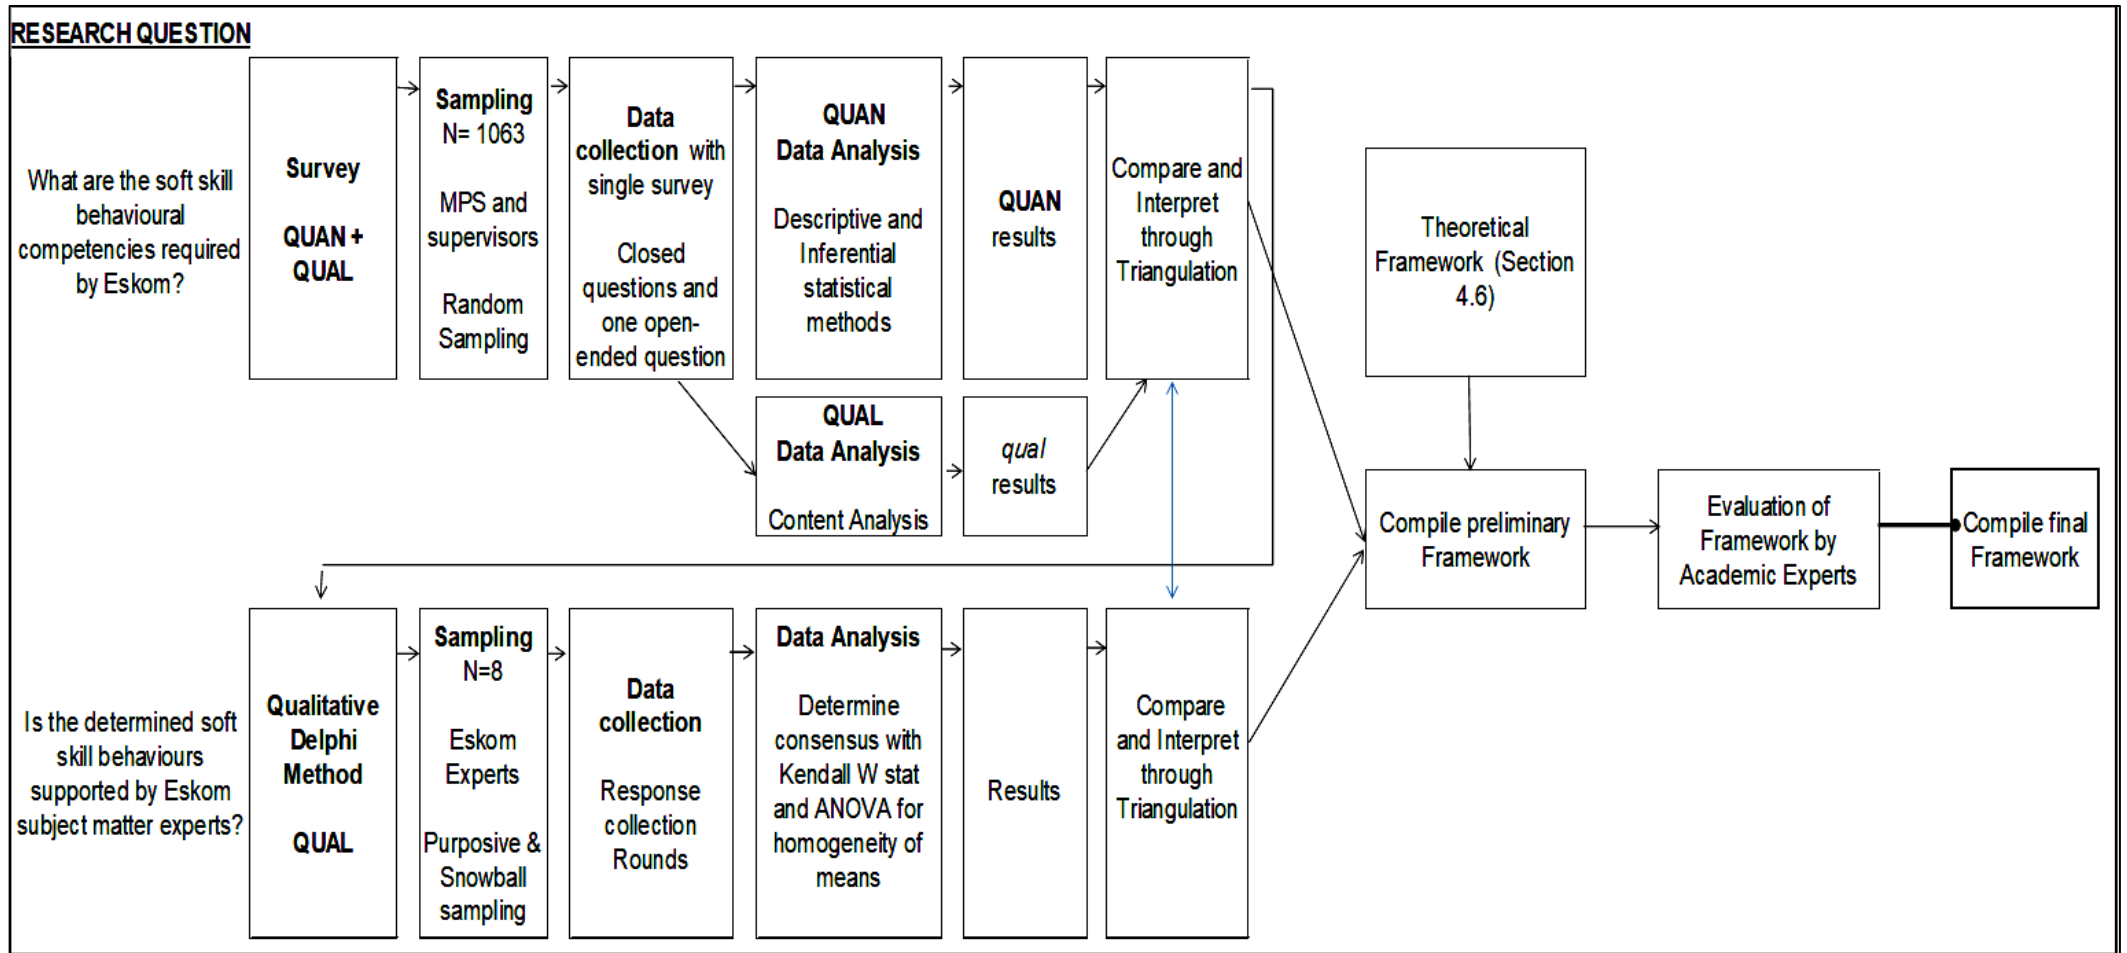 RESEARCH QUESTION
What are the soft skill
behavioural
competencies required
by Eskom?
Survey
QUAN +
QUAL
Sampling
N= 1063
MPS and
supervisors
Random
Sampling
Data
collection with
single survey
Closed
questions and
one open-
ended question
QUAN
Data Analysis
Descriptive and
Inferential
statistical
methods
QUAN
results
Compare and
Interpret
through
Triangulation
QUAL
Data Analysis
Content Analysis
qual
results
Theoretical
Framework (Section
4.6)
Compile preliminary
Framework
Evaluation of
Framework by
Academic Experts
Compile final
Framework
Is the determined soft
skill behaviours
supported by Eskom
subject matter experts?
Qualitative
Delphi
Method
QUAL
Sampling
N=8
Eskom
Experts
Purposive &
Snowball
sampling
Data
collection
Response
collection
Rounds
Data Analysis
Determine
consensus with
Kendall W stat
and ANOVA for
homogeneity of
means
Results
Compare
and Interpret
through
Triangulation